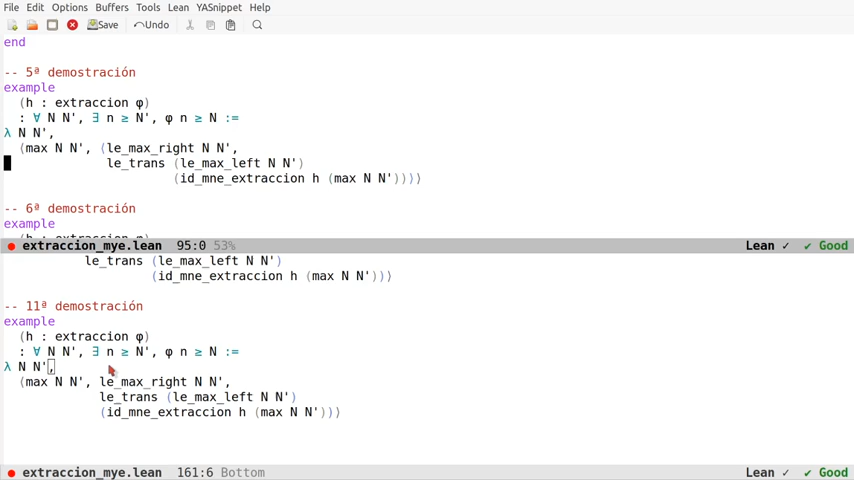 File Edit Options Buffers Tools Lean YASnippet Help
Save Undo
end
-- 5ª demostración
example
(h : extraccion φ)
: ∀ N N', ∃ n ≥ N', φ n ≥ N :=
λ N N',
⟨max N N', ⟨le_max_right N N',
le_trans (le_max_left N N')
(id_mne_extraccion h (max N N'))⟩⟩
-- 6ª demostración
example
extraccion_mye.lean 95:0 53% Lean ✓ ✔ Good
le_trans (le_max_left N N')
(id_mne_extraccion h (max N N'))⟩
-- 11ª demostración
example
(h : extraccion φ)
: ∀ N N', ∃ n ≥ N', φ n ≥ N :=
λ N N',
⟨max N N', le_max_right N N',
le_trans (le_max_left N N')
(id_mne_extraccion h (max N N'))⟩
extraccion_mye.lean 161:6 Bottom Lean ✓ ✔ Good